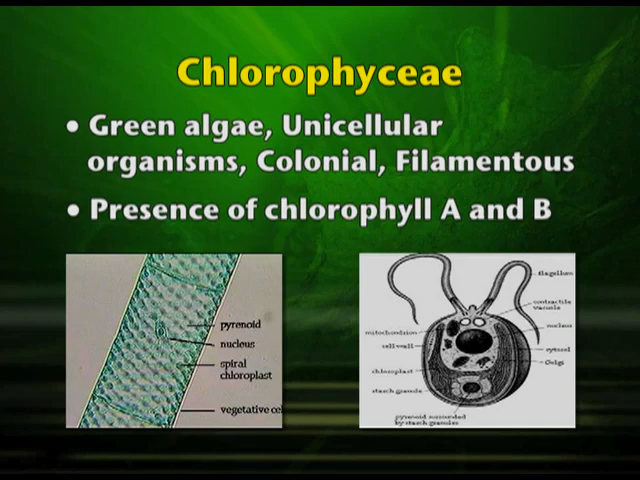 Chlorophyceae
• Green algae, Unicellular
organisms, Colonial, Filamentous
• Presence of chlorophyll A and B
pyrenoid
nucleus
spiral
chloroplast
vegetative cel
flagellum
contractile
vacuole
mitochondrion
nucleus
cell wall
cytosol
Golgi
chloroplast
starch granule
pyrenoid surrounded
by starch granules